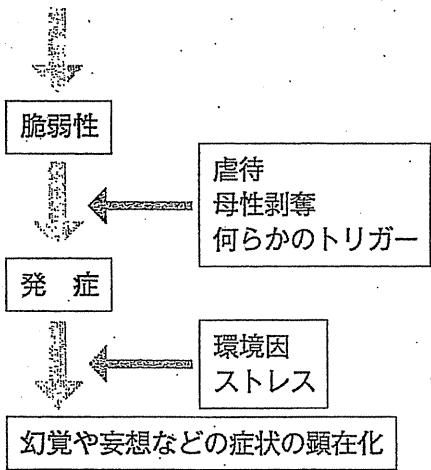 脆弱性
虐待
母性剥奪
何らかのトリガー
発 症
環境因
ストレス
幻覚や妄想などの症状の顕在化